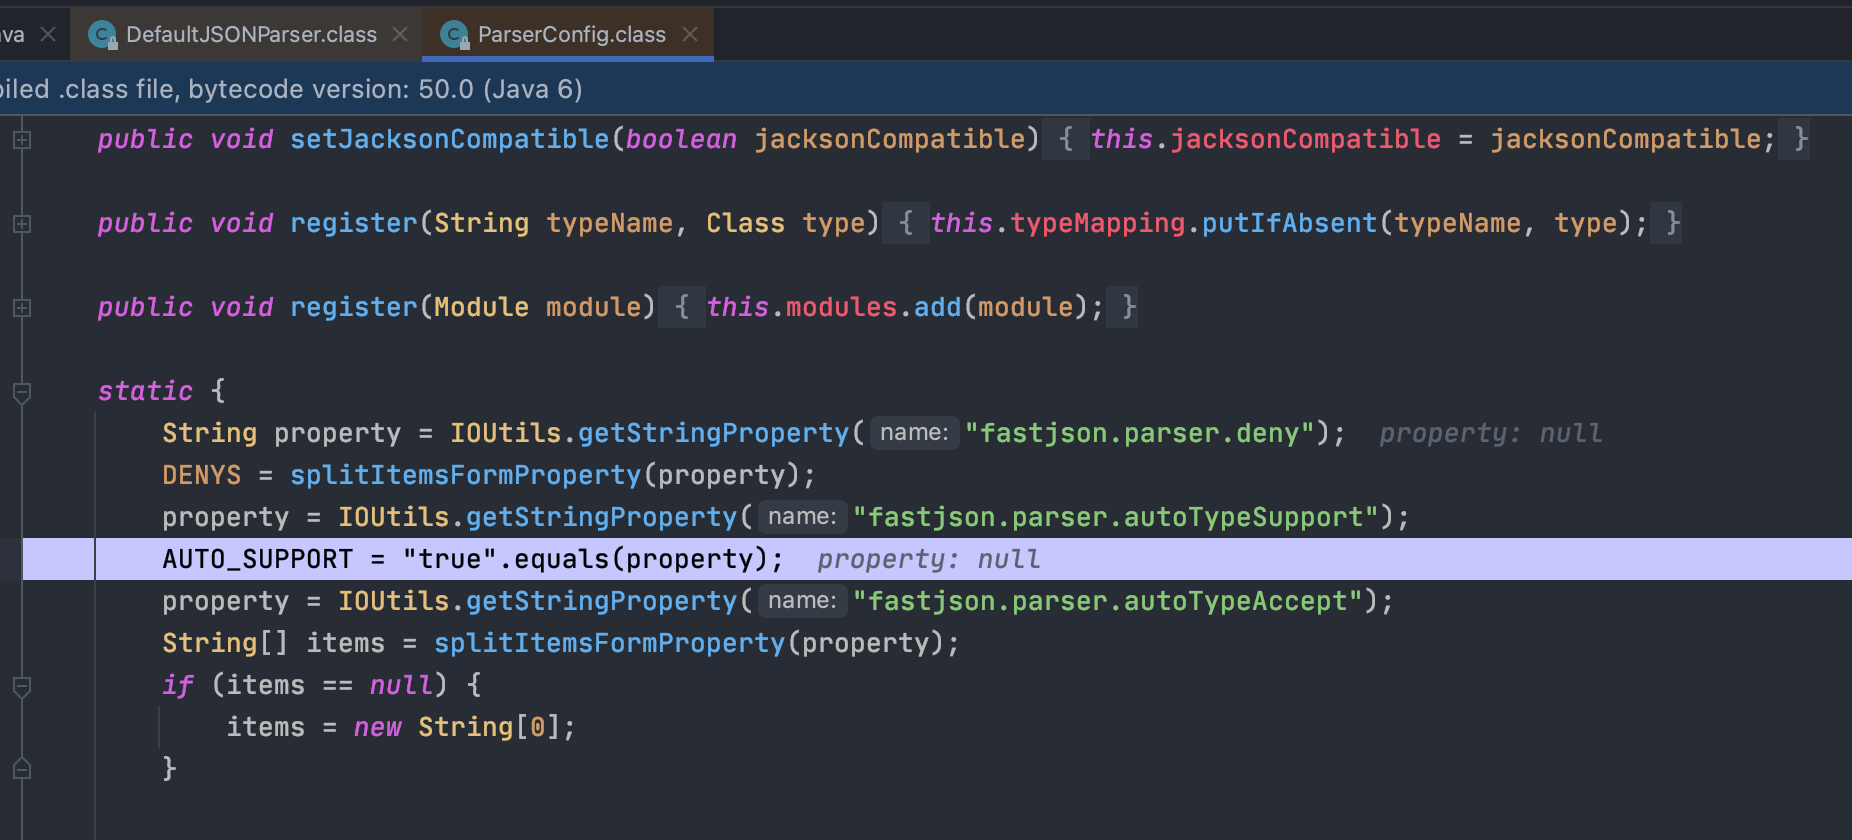 va
DefaultJSONParser.class
ParserConfig.class
piled .class file, bytecode version: 50.0 (Java 6)
public void setJacksonCompatible(boolean jacksonCompatible) { this.jacksonCompatible = jacksonCompatible; }
public void register(String typeName, Class type) { this.typeMapping.putIfAbsent(typeName, type); }
public void register(Module module) { this.modules.add(module); }
static {
String property = IOUtils.getStringProperty( name: "fastjson.parser.deny"); property: null
DENYS = splitItemsFormProperty(property);
property = IOUtils.getStringProperty( name: "fastjson.parser.autoTypeSupport");
AUTO_SUPPORT = "true".equals(property); property: null
property = IOUtils.getStringProperty( name: "fastjson.parser.autoTypeAccept");
String[] items = splitItemsFormProperty(property);
if (items == null) {
items = new String[0];
}